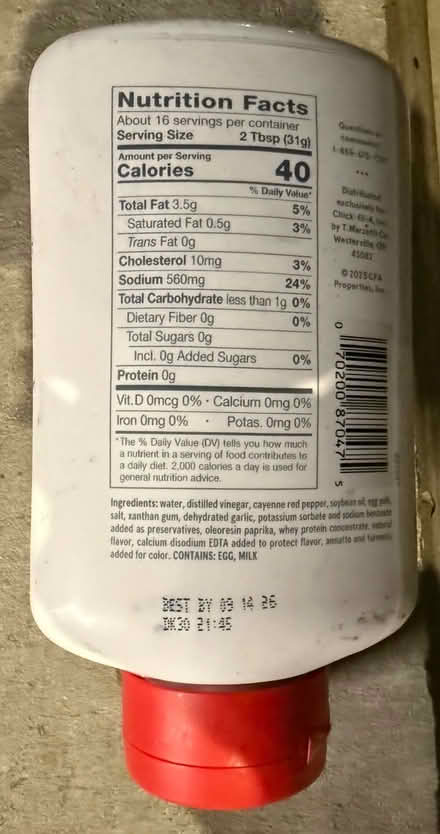 Nutrition Facts
About 16 servings per container
Serving Size 2 Tbsp (31g)
Amount per Serving
Calories 40
% Daily Value*
Total Fat 3.5g 5%
Saturated Fat 0.5g 3%
Trans Fat 0g
Cholesterol 10mg 3%
Sodium 560mg 24%
Total Carbohydrate less than 1g 0%
Dietary Fiber 0g 0%
Total Sugars 0g
Incl. 0g Added Sugars 0%
Protein 0g
Vit.D 0mcg 0% · Calcium 0mg 0%
Iron 0mg 0% · Potas. 0mg 0%
*The % Daily Value (DV) tells you how much
a nutrient in a serving of food contributes to
a daily diet. 2,000 calories a day is used for
general nutrition advice.
Ingredients: water, distilled vinegar, cayenne red pepper, soybean oil, egg yolk,
salt, xanthan gum, dehydrated garlic, potassium sorbate and sodium benzoate
added as preservatives, oleoresin paprika, whey protein concentrate, natural
flavor, calcium disodium EDTA added to protect flavor, annatto and turmeric
added for color. CONTAINS: EGG, MILK
BEST BY 09 14 26
DK30 21:45
Questions or
•••
Distributed
exclusively for
Chick-fil-A, Inc.
by T.Marzetti Co.
Westerville, OH
43082
© 2025 CFA
Properties, Inc.
0 70200 87047 5